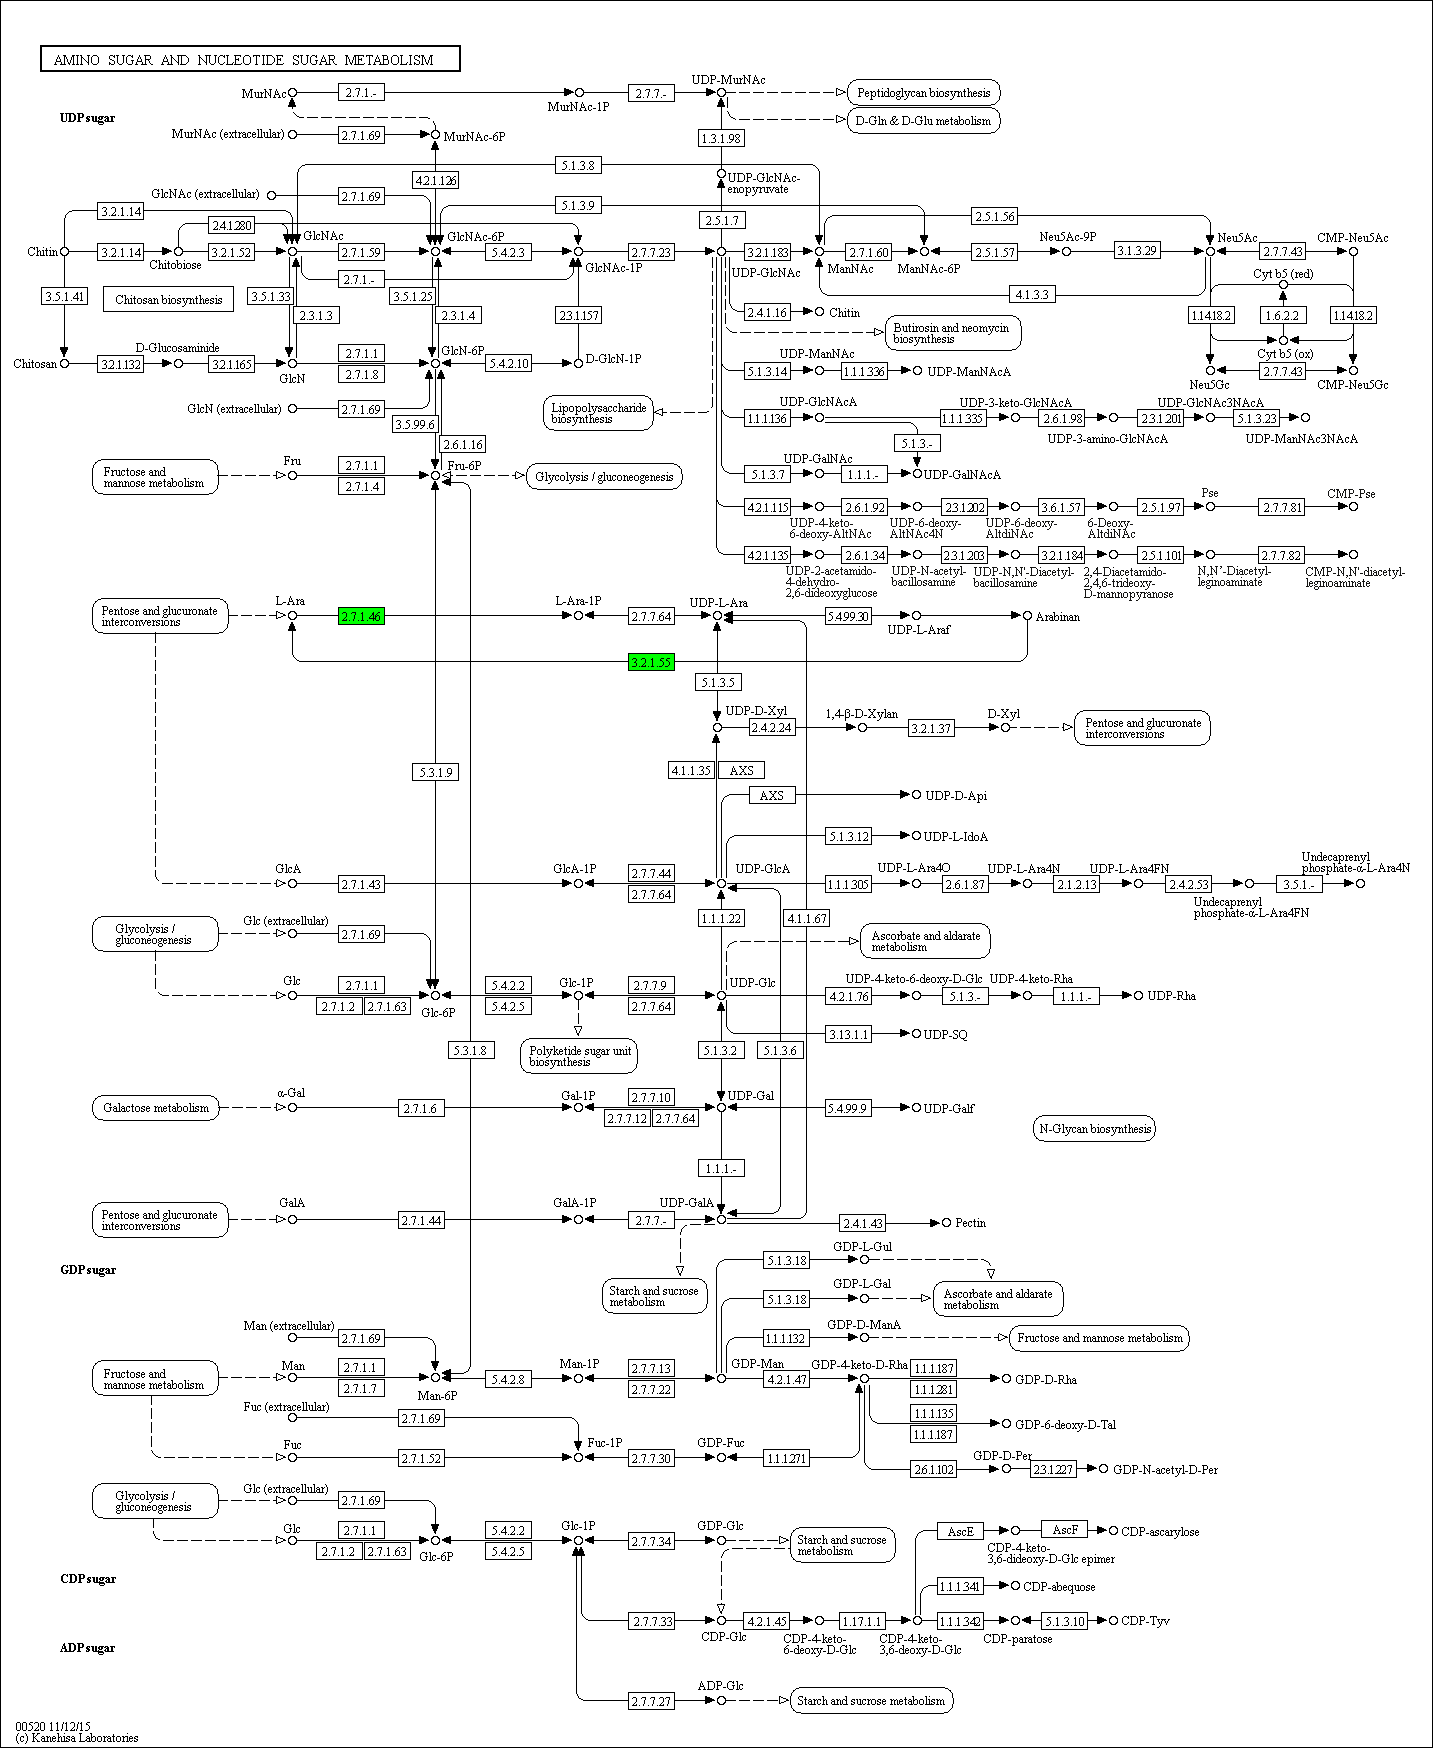 AMINO SUGAR AND NUCLEOTIDE SUGAR METABOLISM
UDP sugar
MurNAc
2.7.1.-
MurNAc-1P
2.7.7.-
UDP-MurNAc
Peptidoglycan biosynthesis
D-Gln & D-Glu metabolism
MurNAc (extracellular)
2.7.1.69
MurNAc-6P
1.3.1.98
5.1.3.8
4.2.1.126
UDP-GlcNAc-
enopyruvate
GlcNAc (extracellular)
2.7.1.69
5.1.3.9
3.2.1.14
2.4.1.280
2.5.1.7
2.5.1.56
Chitin
3.2.1.14
Chitobiose
3.2.1.52
GlcNAc
2.7.1.59
GlcNAc-6P
5.4.2.3
GlcNAc-1P
2.7.7.23
UDP-GlcNAc
3.2.1.183
ManNAc
2.7.1.60
ManNAc-6P
2.5.1.57
Neu5Ac-9P
3.1.3.29
Neu5Ac
2.7.7.43
CMP-Neu5Ac
2.7.1.-
Cyt b5 (red)
3.5.1.41
Chitosan biosynthesis
3.5.1.33
2.3.1.3
3.5.1.25
2.3.1.4
2.3.1.157
4.1.3.3
2.4.1.16
Chitin
1.14.18.2
1.6.2.2
1.14.18.2
Butirosin and neomycin
biosynthesis
Cyt b5 (ox)
Chitosan
3.2.1.132
D-Glucosaminide
3.2.1.165
GlcN
2.7.1.1
2.7.1.8
GlcN-6P
5.4.2.10
D-GlcN-1P
UDP-ManNAc
5.1.3.14
1.1.1.336
UDP-ManNAcA
Neu5Gc
2.7.7.43
CMP-Neu5Gc
GlcN (extracellular)
2.7.1.69
3.5.99.6
2.6.1.16
Lipopolysaccharide
biosynthesis
UDP-GlcNAcA
1.1.1.136
UDP-3-keto-GlcNAcA
1.1.1.335
2.6.1.98
UDP-3-amino-GlcNAcA
UDP-GlcNAc3NAcA
2.3.1.201
5.1.3.23
UDP-ManNAc3NAcA
5.1.3.-
Fructose and
mannose metabolism
Fru
2.7.1.1
2.7.1.4
Fru-6P
Glycolysis / gluconeogenesis
UDP-GalNAc
5.1.3.7
1.1.1.-
UDP-GalNAcA
4.2.1.115
UDP-4-keto-
6-deoxy-AltNAc
2.6.1.92
UDP-6-deoxy-
AltNAc4N
2.3.1.202
UDP-6-deoxy-
AltdiNAc
3.6.1.57
6-Deoxy-
AltdiNAc
2.5.1.97
Pse
2.7.7.81
CMP-Pse
4.2.1.135
UDP-2-acetamido-
4-dehydro-
2,6-dideoxyglucose
2.6.1.34
UDP-N-acetyl-
bacillosamine
2.3.1.203
UDP-N,N'-Diacetyl-
bacillosamine
3.2.1.184
2,4-Diacetamido-
2,4,6-trideoxy-
D-mannopyranose
2.5.1.101
N,N'-Diacetyl-
leginoaminate
2.7.7.82
CMP-N,N'-diacetyl-
leginoaminate
Pentose and glucuronate
interconversions
L-Ara
2.7.1.46
L-Ara-1P
2.7.7.64
UDP-L-Ara
5.4.99.30
UDP-L-Araf
Arabinan
3.2.1.55
5.1.3.5
UDP-D-Xyl
2.4.2.24
1,4-β-D-Xylan
3.2.1.37
D-Xyl
Pentose and glucuronate
interconversions
5.3.1.9
4.1.1.35
AXS
AXS
UDP-D-Api
5.1.3.12
UDP-L-IdoA
GlcA
2.7.1.43
GlcA-1P
2.7.7.44
2.7.7.64
UDP-GlcA
1.1.1.305
UDP-L-Ara4O
2.6.1.87
UDP-L-Ara4N
2.1.2.13
UDP-L-Ara4FN
2.4.2.53
Undecaprenyl
phosphate-α-L-Ara4FN
3.5.1.-
Undecaprenyl
phosphate-α-L-Ara4N
1.1.1.22
4.1.1.67
Glycolysis /
gluconeogenesis
Glc (extracellular)
2.7.1.69
Ascorbate and aldarate
metabolism
Glc
2.7.1.1
2.7.1.2
2.7.1.63
Glc-6P
5.4.2.2
5.4.2.5
Glc-1P
2.7.7.9
2.7.7.64
UDP-Glc
4.2.1.76
UDP-4-keto-6-deoxy-D-Glc
5.1.3.-
UDP-4-keto-Rha
1.1.1.-
UDP-Rha
3.13.1.1
UDP-SQ
5.3.1.8
Polyketide sugar unit
biosynthesis
5.1.3.2
5.1.3.6
Galactose metabolism
α-Gal
2.7.1.6
Gal-1P
2.7.7.10
2.7.7.12
2.7.7.64
UDP-Gal
5.4.99.9
UDP-Galf
N-Glycan biosynthesis
1.1.1.-
Pentose and glucuronate
interconversions
GalA
2.7.1.44
GalA-1P
2.7.7.-
UDP-GalA
2.4.1.43
Pectin
GDP sugar
Starch and sucrose
metabolism
5.1.3.18
GDP-L-Gul
5.1.3.18
GDP-L-Gal
Ascorbate and aldarate
metabolism
Man (extracellular)
2.7.1.69
1.1.1.132
GDP-D-ManA
Fructose and mannose metabolism
Fructose and
mannose metabolism
Man
2.7.1.1
2.7.1.7
Man-6P
5.4.2.8
Man-1P
2.7.7.13
2.7.7.22
GDP-Man
4.2.1.47
GDP-4-keto-D-Rha
1.1.1.187
1.1.1.281
GDP-D-Rha
1.1.1.135
1.1.1.187
GDP-6-deoxy-D-Tal
Fuc (extracellular)
2.7.1.69
Fuc
2.7.1.52
Fuc-1P
2.7.7.30
GDP-Fuc
1.1.1.271
2.6.1.102
GDP-D-Per
2.3.1.227
GDP-N-acetyl-D-Per
Glycolysis /
gluconeogenesis
Glc (extracellular)
2.7.1.69
Glc
2.7.1.1
2.7.1.2
2.7.1.63
Glc-6P
5.4.2.2
5.4.2.5
Glc-1P
2.7.7.34
GDP-Glc
Starch and sucrose
metabolism
AscE
CDP-4-keto-
3,6-dideoxy-D-Glc epimer
AscF
CDP-ascarylose
CDP sugar
1.1.1.341
CDP-abequose
2.7.7.33
CDP-Glc
4.2.1.45
CDP-4-keto-
6-deoxy-D-Glc
1.17.1.1
CDP-4-keto-
3,6-deoxy-D-Glc
1.1.1.342
CDP-paratose
5.1.3.10
CDP-Tyv
ADP sugar
2.7.7.27
ADP-Glc
Starch and sucrose metabolism
00520 11/12/15
(c) Kanehisa Laboratories